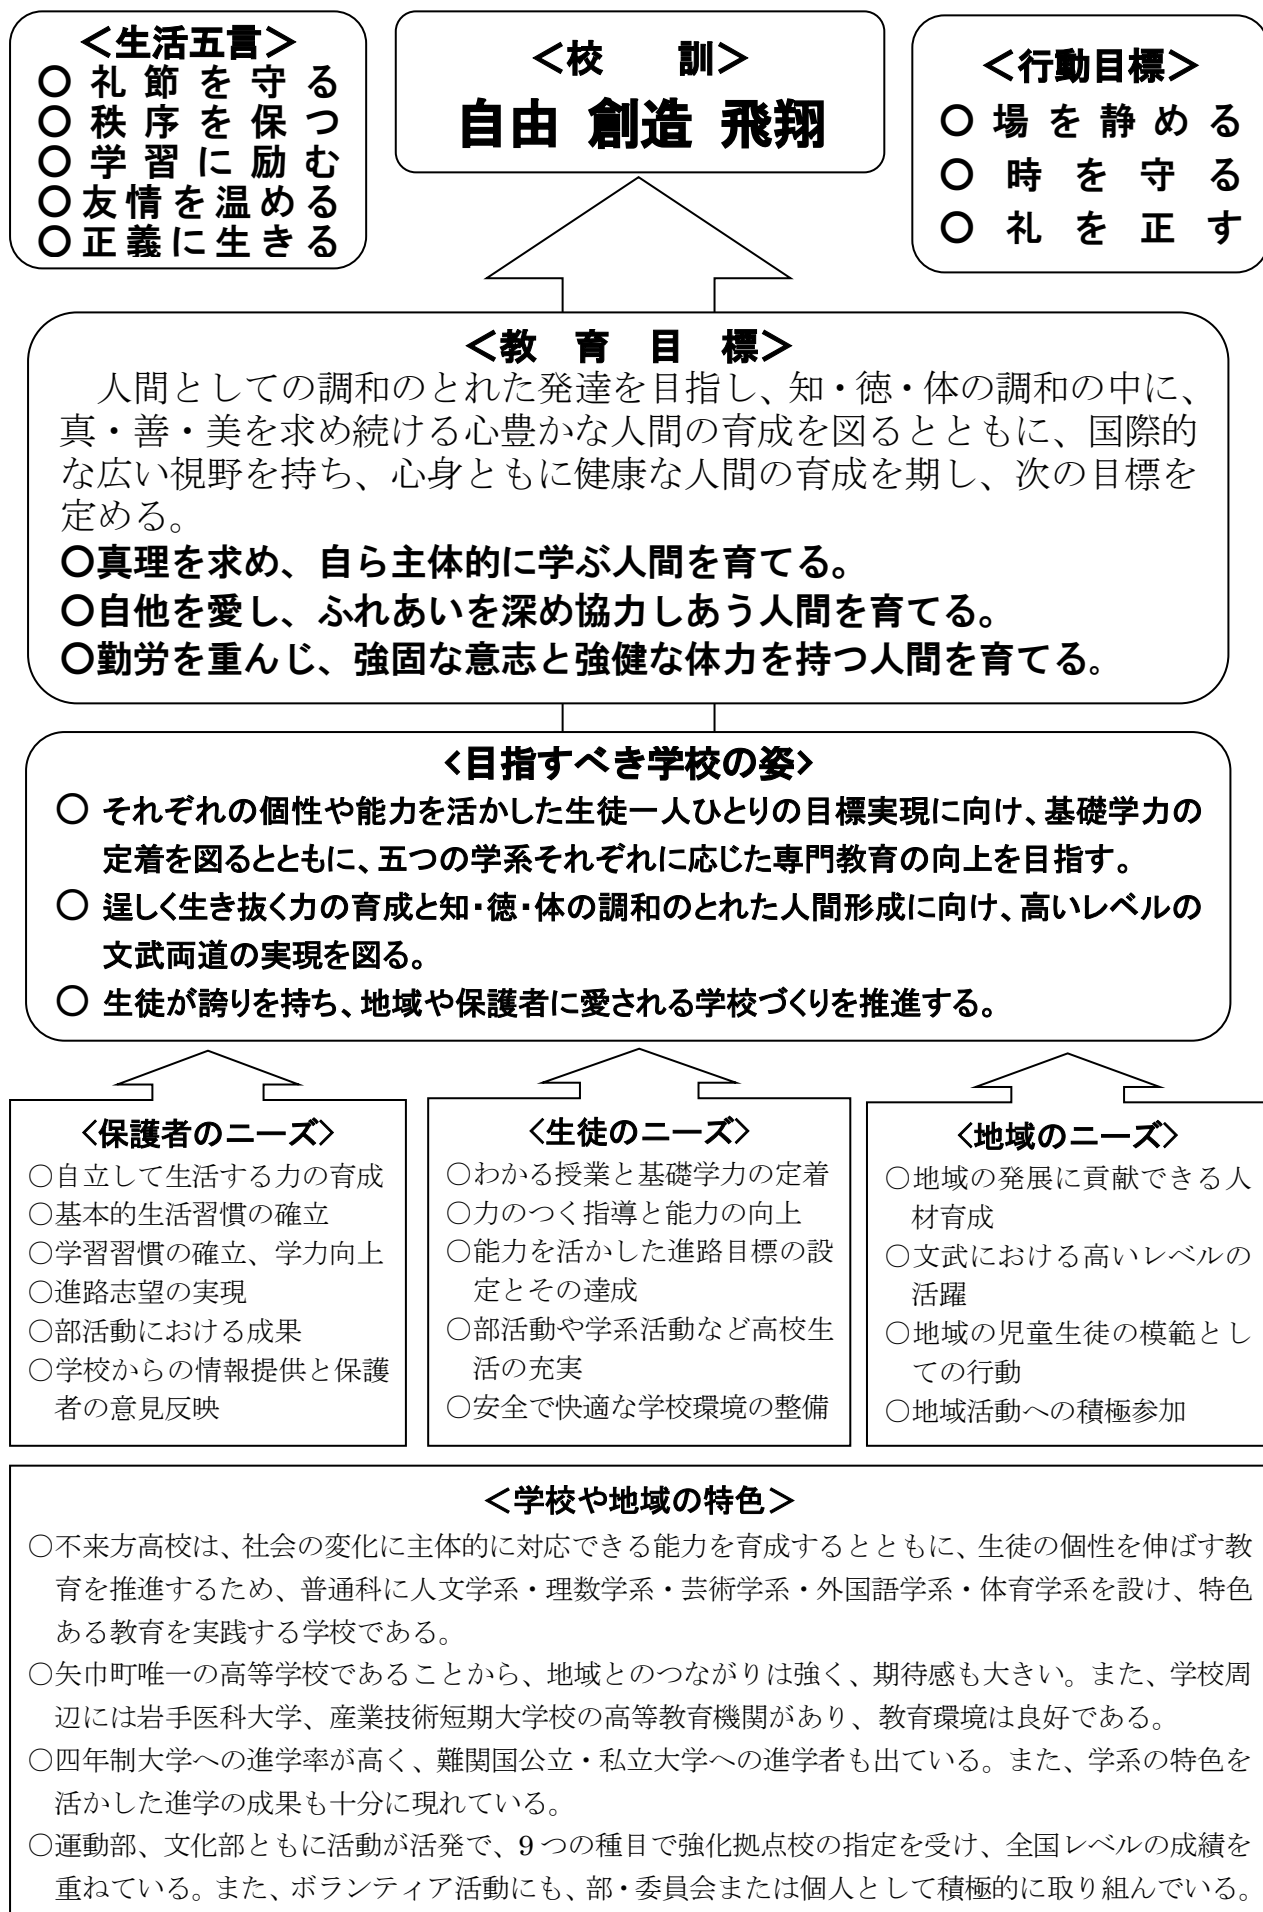 ＜生活五言＞
〇 礼 節 を 守 る
〇 秩 序 を 保 つ
〇 学 習 に 励 む
〇友情を温める
〇正義に生きる
＜校　　訓＞
自由 創造 飛翔
＜行動目標＞
〇 場 を 静 め る
〇 時 を 守 る
〇 礼 を 正 す
＜教　育　目　標＞
人間としての調和のとれた発達を目指し、知・徳・体の調和の中に、
真・善・美を求め続ける心豊かな人間の育成を図るとともに、国際的
な広い視野を持ち、心身ともに健康な人間の育成を期し、次の目標を
定める。
〇真理を求め、自ら主体的に学ぶ人間を育てる。
〇自他を愛し、ふれあいを深め協力しあう人間を育てる。
〇勤労を重んじ、強固な意志と強健な体力を持つ人間を育てる。
<目指すべき学校の姿>
〇 それぞれの個性や能力を活かした生徒一人ひとりの目標実現に向け、基礎学力の
定着を図るとともに、五つの学系それぞれに応じた専門教育の向上を目指す。
〇 逞しく生き抜く力の育成と知・徳・体の調和のとれた人間形成に向け、高いレベルの
文武両道の実現を図る。
〇 生徒が誇りを持ち、地域や保護者に愛される学校づくりを推進する。
<保護者のニーズ>
○自立して生活する力の育成
○基本的生活習慣の確立
○学習習慣の確立、学力向上
○進路志望の実現
○部活動における成果
○学校からの情報提供と保護
者の意見反映
<生徒のニーズ>
○わかる授業と基礎学力の定着
○力のつく指導と能力の向上
○能力を活かした進路目標の設
定とその達成
○部活動や学系活動など高校生
活の充実
○安全で快適な学校環境の整備
<地域のニーズ>
○地域の発展に貢献できる人
材育成
○文武における高いレベルの
活躍
○地域の児童生徒の模範とし
ての行動
○地域活動への積極参加
＜学校や地域の特色＞
○不来方高校は、社会の変化に主体的に対応できる能力を育成するとともに、生徒の個性を伸ばす教
育を推進するため、普通科に人文学系・理数学系・芸術学系・外国語学系・体育学系を設け、特色
ある教育を実践する学校である。
○矢巾町唯一の高等学校であることから、地域とのつながりは強く、期待感も大きい。また、学校周
辺には岩手医科大学、産業技術短期大学校の高等教育機関があり、教育環境は良好である。
○四年制大学への進学率が高く、難関国公立・私立大学への進学者も出ている。また、学系の特色を
活かした進学の成果も十分に現れている。
○運動部、文化部ともに活動が活発で、9つの種目で強化拠点校の指定を受け、全国レベルの成績を
重ねている。また、ボランティア活動にも、部・委員会または個人として積極的に取り組んでいる。